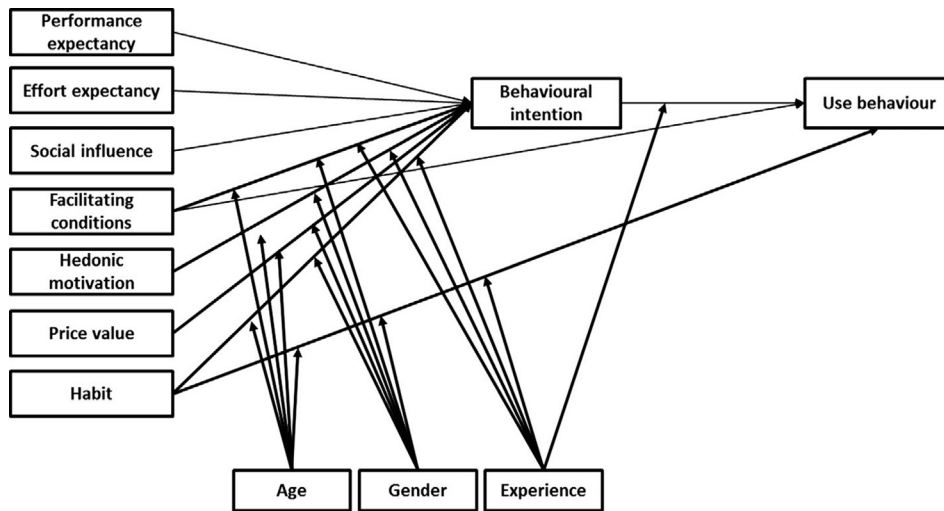 Performance
expectancy
Effort expectancy
Social influence
Facilitating
conditions
Hedonic
motivation
Price value
Habit
Behavioural
intention
Use behaviour
Age
Gender
Experience